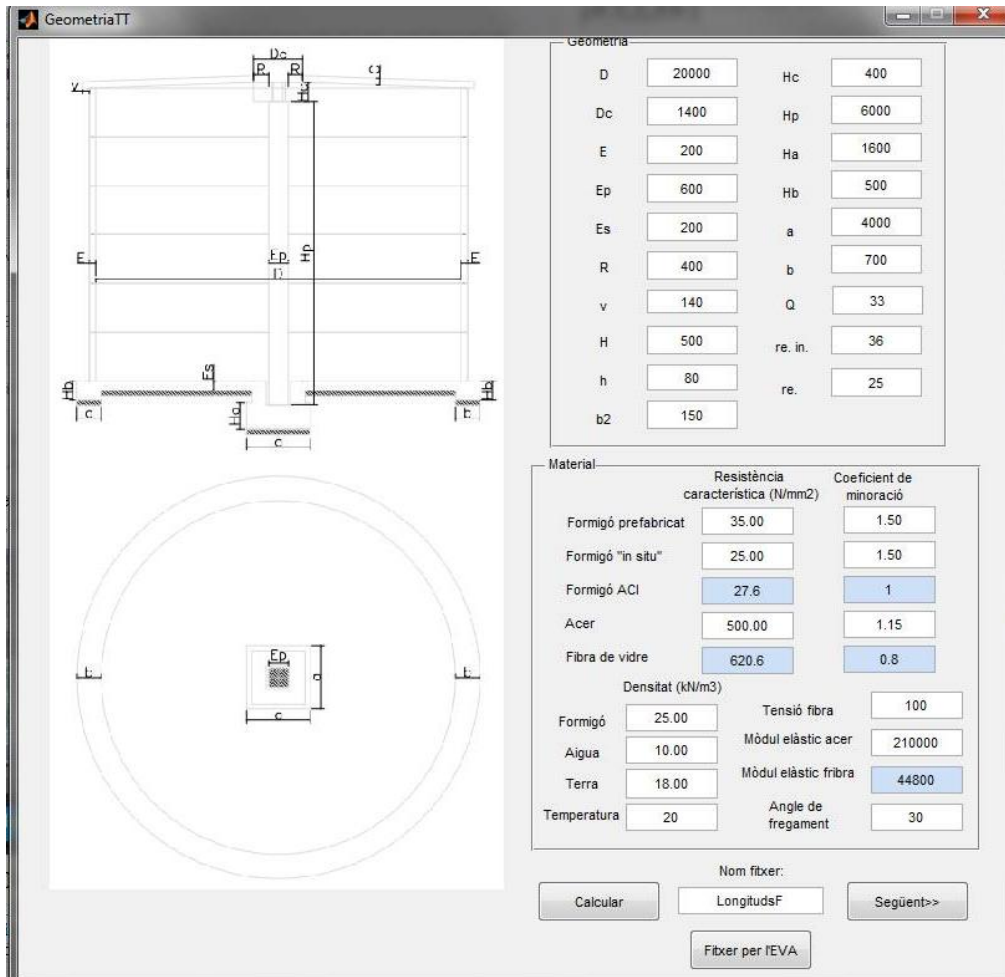 GeometriaTT
Dc
R R
v
E Ep E
D
Hp
Es
Hb Hb
Ha
b
b Ep b
a
Geometria
D 20000 Hc 400
Dc 1400 Hp 6000
E 200 Ha 1600
Ep 600 Hb 500
Es 200 a 4000
R 400 b 700
v 140 Q 33
H 500 re. in. 36
h 80 re. 25
b2 150
Material
Resistència Coeficient de
característica (N/mm2) minoració
Formigó prefabricat 35.00 1.50
Formigó "in situ" 25.00 1.50
Formigó ACI 27.6 1
Acer 500.00 1.15
Fibra de vidre 620.6 0.8
Densitat (kN/m3)
Formigó 25.00 Tensió fibra 100
Aigua 10.00 Mòdul elàstic acer 210000
Terra 18.00 Mòdul elàstic fribra 44800
Temperatura 20 Angle de
fregament 30
Nom fitxer:
Calcular LongitudsF Següent>>
Fitxer per l'EVA